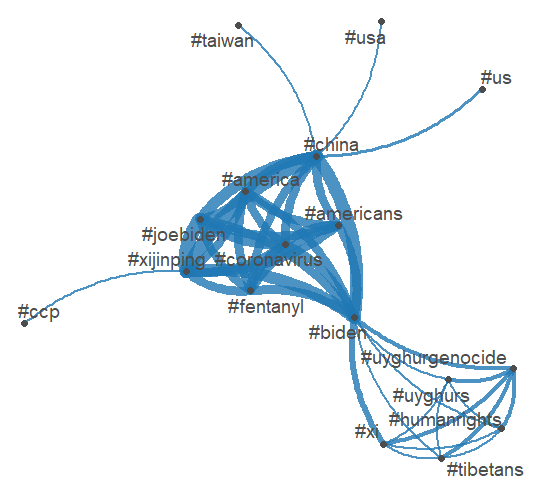 #taiwan
#usa
#us
#china
#america
#americans
#joebiden
#xijinping
#coronavirus
#ccp
#fentanyl
#biden
#uyghurgenocide
#uyghurs
#humanrights
#xi
#tibetans